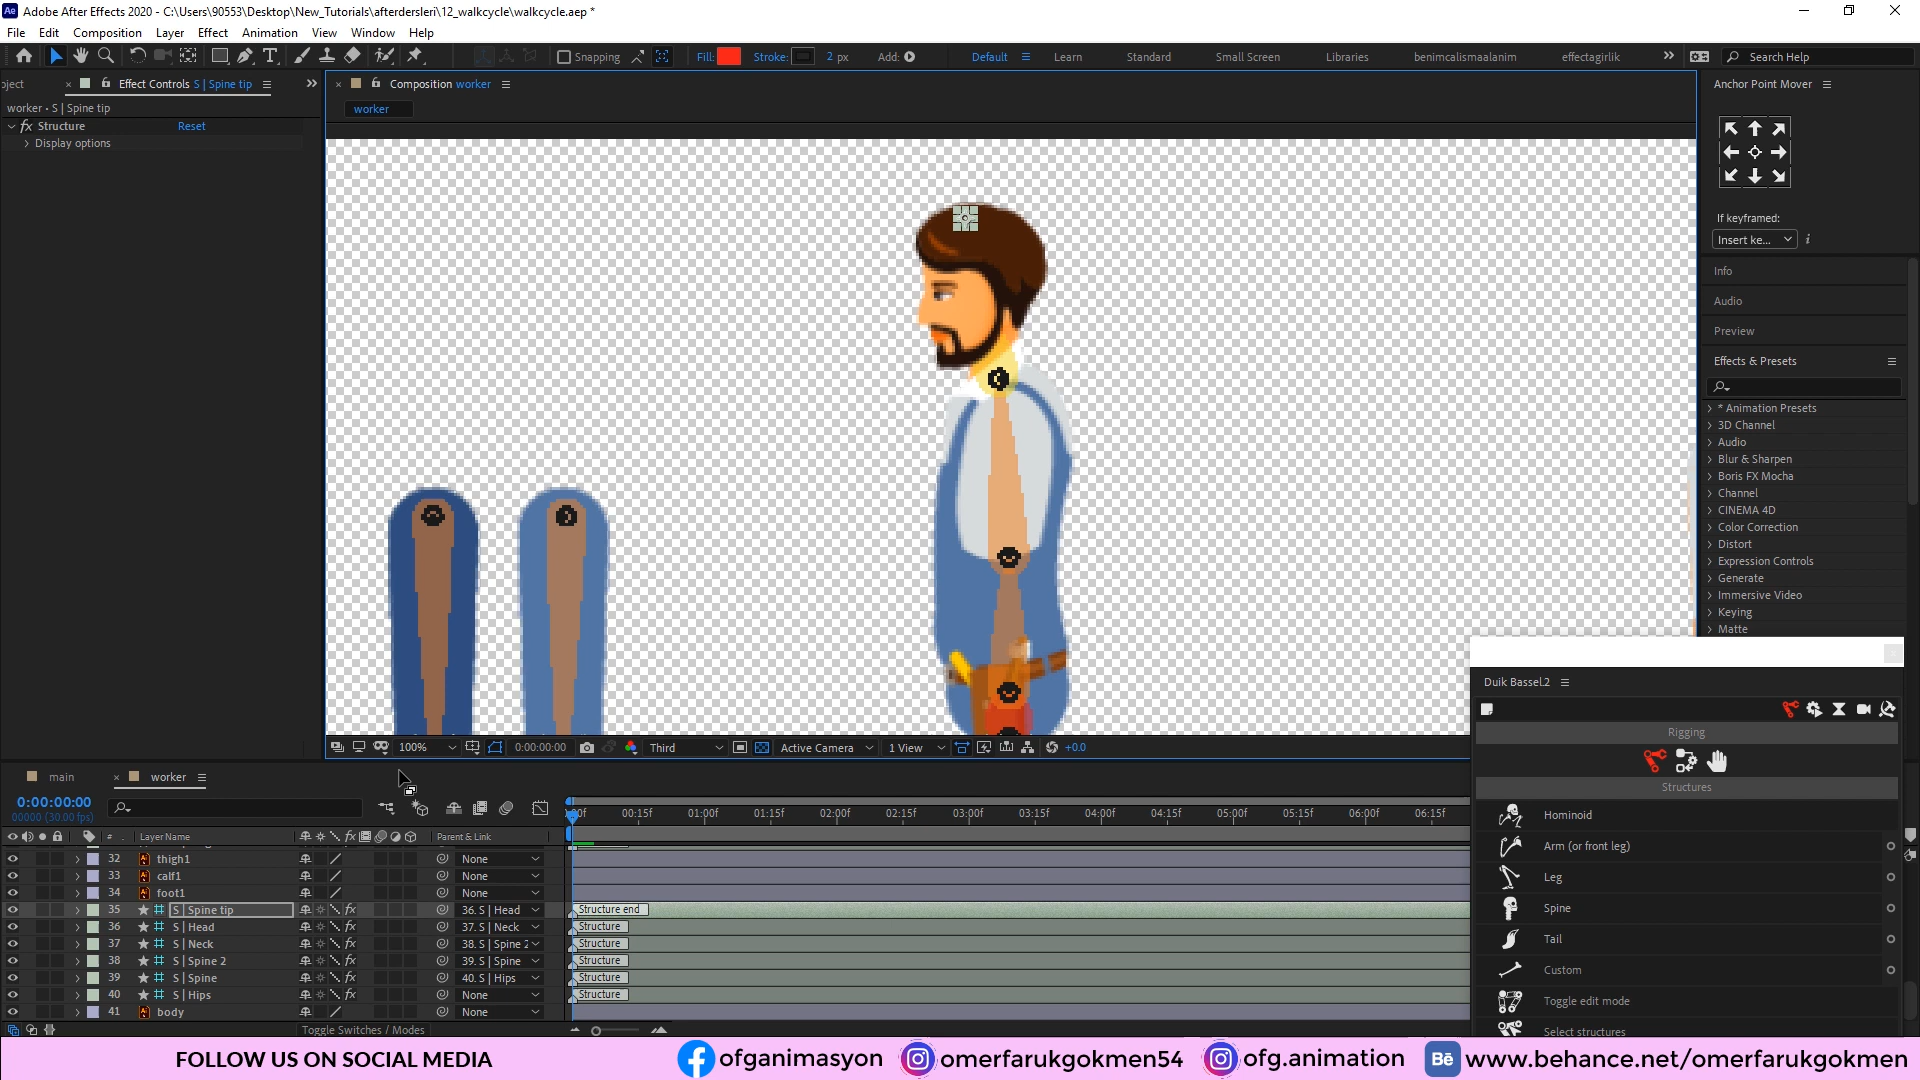 Adobe After Effects 2020 - C:\Users\90553\Desktop\New_Tutorials\afterdersleri\12_walkcycle\walkcycle.aep *
File Edit Composition Layer Effect Animation View Window Help
Snapping Fill: Stroke: 2 px Add: Default Learn Standard Small Screen Libraries benimcalismaalanim effectagirlik Search Help
oject Effect Controls S | Spine tip
worker • S | Spine tip
fx Structure Reset
Display options
Composition worker
worker
Anchor Point Mover
If keyframed:
Insert ke...
Info
Audio
Preview
Effects & Presets
* Animation Presets
3D Channel
Audio
Blur & Sharpen
Boris FX Mocha
Channel
CINEMA 4D
Color Correction
Distort
Expression Controls
Generate
Immersive Video
Keying
Matte
Duik Bassel.2
Rigging
Structures
Hominoid
Arm (or front leg)
Leg
Spine
Tail
Custom
Toggle edit mode
Select structures
100% 0:00:00:00 Third Active Camera 1 View +0.0
main worker
0:00:00:00
00000 (30.00 fps)
:00f 00:15f 01:00f 01:15f 02:00f 02:15f 03:00f 03:15f 04:00f 04:15f 05:00f 05:15f 06:00f 06:15f
# Layer Name Parent & Link
32 thigh1 None
33 calf1 None
34 foot1 None
35 S | Spine tip 36. S | Head Structure end
36 S | Head 37. S | Neck Structure
37 S | Neck 38. S | Spine 2 Structure
38 S | Spine 2 39. S | Spine Structure
39 S | Spine 40. S | Hips Structure
40 S | Hips None Structure
41 body None
Toggle Switches / Modes
FOLLOW US ON SOCIAL MEDIA ofganimasyon omerfarukgokmen54 ofg.animation Bē www.behance.net/omerfarukgokmen